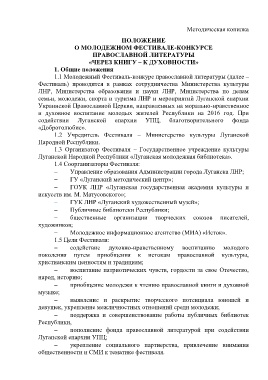 Методическая копилка
ПОЛОЖЕНИЕ
О МОЛОДЕЖНОМ ФЕСТИВАЛЕ-КОНКУРСЕ
ПРАВОСЛАВНОЙ ЛИТЕРАТУРЫ
«ЧЕРЕЗ КНИГУ – К ДУХОВНОСТИ»
1. Общие положения
1.1 Молодежный Фестиваль-конкурс православной литературы (далее –
Фестиваль) проводится в рамках сотрудничества Министерства культуры
ЛНР, Министерства образования и науки ЛНР, Министерства по делам
семьи, молодежи, спорта и туризма ЛНР и мероприятий Луганской епархии
Украинской Православной Церкви, направленных на морально-нравственное
и духовное воспитание молодых жителей Республики на 2016 год. При
содействии Луганской епархии УПЦ, благотворительного фонда
1.2 Учредитель Фестиваля – Министерство культуры Луганской
Народной Республики.
1.3 Организатор Фестиваля – Государственное учреждение культуры
Луганской Народной Республики «Луганская молодежная библиотека».
1.4 Соорганизаторы Фестиваля:
– Управление образования Администрации города Луганска ЛНР;
– ГУ «Луганский методический центр»;
– ГОУК ЛНР «Луганская государственная академия культуры и
искусств им. М. Матусовского»;
– ГУК ЛНР «Луганский художественный музей»;
– Публичные библиотеки Республики;
– общественные организации творческих союзов писателей,
художников;
– Молодежное информационное агентство (МИА) «Исток».
1.5 Цели Фестиваля:
– содействие духовно-нравственному воспитанию молодого
поколения путем приобщения к истокам православной культуры,
христианским ценностям и традициям;
– воспитание патриотических чувств, гордости за свое Отечество,
народ, историю;
– приобщение молодежи к чтению православной книги и духовной
музыке;
– выявление и раскрытие творческого потенциала юношей и
девушек, укрепление межличностных отношений среди молодежи;
– поддержка и совершенствование работы публичных библиотек
Республики;
– пополнение фонда православной литературой при содействии
Луганской епархии УПЦ;
– укрепление социального партнерства, привлечение внимания
общественности и СМИ к тематике фестиваля.